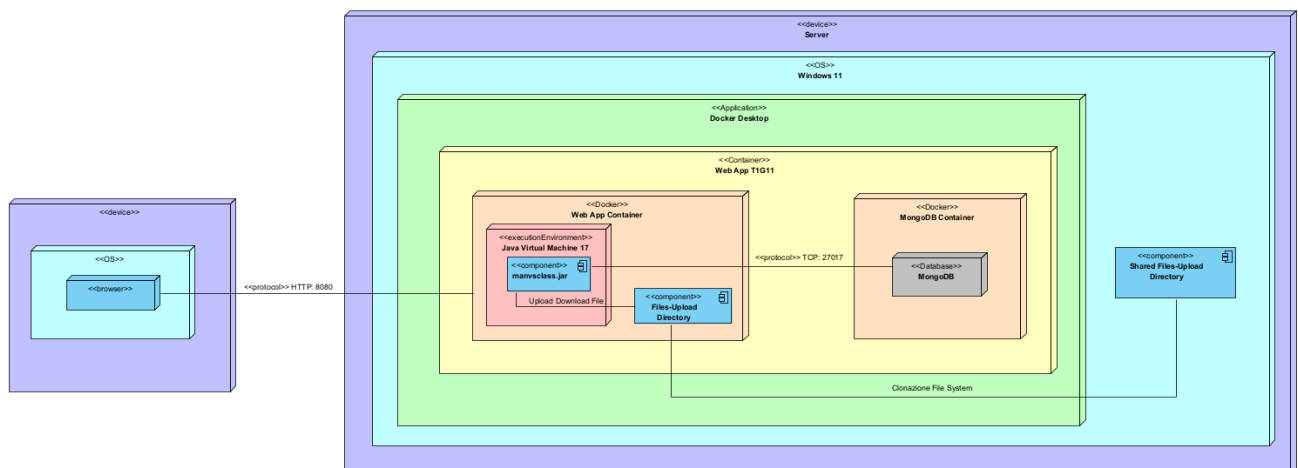 <<device>>
Server
<<OS>>
Windows 11
<<Application>>
Docker Desktop
<<Container>>
Web App T1G11
<<device>>
<<OS>>
<<browser>>
<<protocol>> HTTP: 8080
<<Docker>>
Web App Container
<<executionEnvironment>>
Java Virtual Machine 17
<<component>>
manvsclass.jar
Upload Download File
<<component>>
Files-Upload
Directory
<<protocol>> TCP: 27017
<<Docker>>
MongoDB Container
<<Database>>
MongoDB
<<component>>
Shared Files-Upload
Directory
Clonazione File System